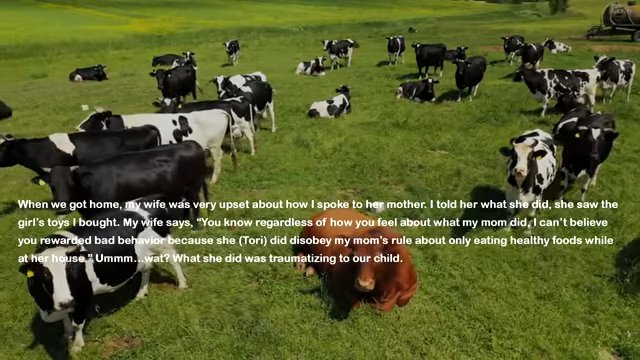 When we got home, my wife was very upset about how I spoke to her mother. I told her what she did, she saw the
girl's toys I bought. My wife says, "You know regardless of how you feel about what my mom did, I can't believe
you rewarded bad behavior because she (Tori) did disobey my mom's rule about only eating healthy foods while
at her house." Ummm...wat? What she did was traumatizing to our child.